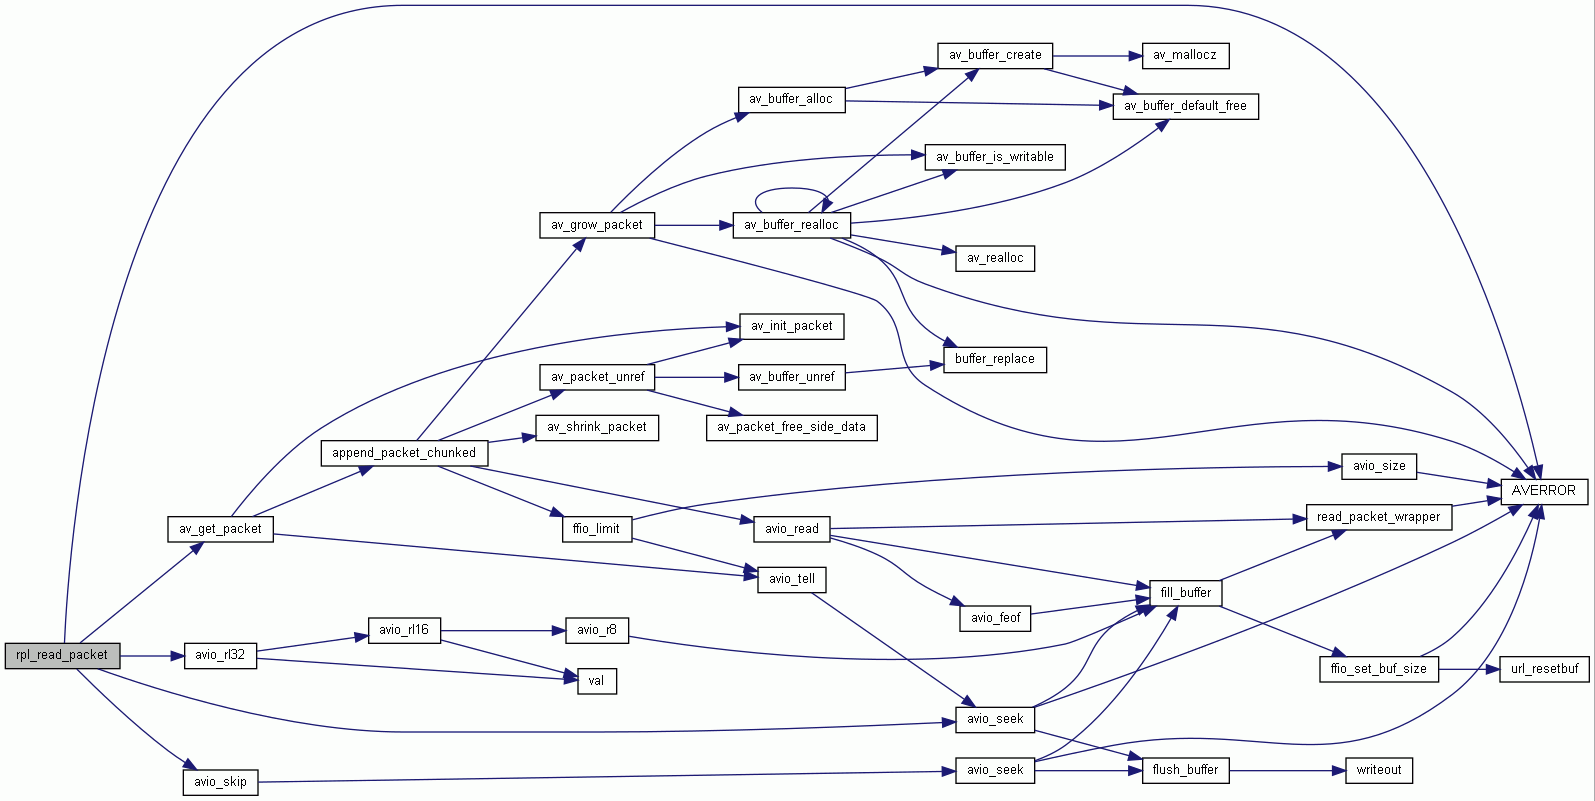 av_buffer_create
av_mallocz
av_buffer_alloc
av_buffer_default_free
av_buffer_is_writable
av_grow_packet
av_buffer_realloc
av_realloc
av_init_packet
buffer_replace
av_packet_unref
av_buffer_unref
av_shrink_packet
av_packet_free_side_data
append_packet_chunked
avio_size
AVERROR
av_get_packet
ffio_limit
avio_read
read_packet_wrapper
avio_tell
fill_buffer
avio_feof
avio_rl16
avio_r8
rpl_read_packet
avio_rl32
val
ffio_set_buf_size
url_resetbuf
avio_seek
avio_skip
avio_seek
flush_buffer
writeout